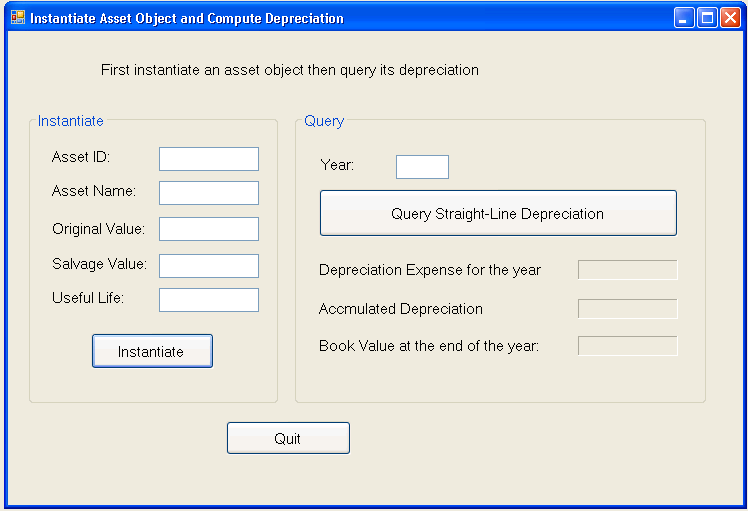 Instantiate Asset Object and Compute Depreciation
First instantiate an asset object then query its depreciation
Instantiate
Asset ID:
Asset Name:
Original Value:
Salvage Value:
Useful Life:
Instantiate
Query
Year:
Query Straight-Line Depreciation
Depreciation Expense for the year
Accmulated Depreciation
Book Value at the end of the year:
Quit